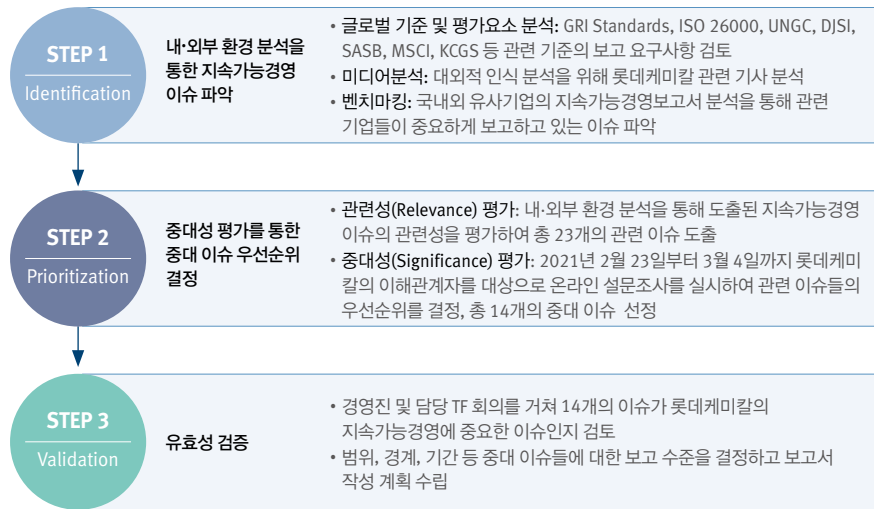 STEP 1
Identification
내·외부 환경 분석을
통한 지속가능경영
이슈 파악
• 글로벌 기준 및 평가요소 분석: GRI Standards, ISO 26000, UNGC, DJSI,
SASB, MSCI, KCGS 등 관련 기준의 보고 요구사항 검토
• 미디어분석: 대외적 인식 분석을 위해 롯데케미칼 관련 기사 분석
• 벤치마킹: 국내외 유사기업의 지속가능경영보고서 분석을 통해 관련
기업들이 중요하게 보고하고 있는 이슈 파악
STEP 2
Prioritization
중대성 평가를 통한
중대 이슈 우선순위
결정
• 관련성(Relevance) 평가: 내·외부 환경 분석을 통해 도출된 지속가능경영
이슈의 관련성을 평가하여 총 23개의 관련 이슈 도출
• 중대성(Significance) 평가: 2021년 2월 23일부터 3월 4일까지 롯데케미
칼의 이해관계자를 대상으로 온라인 설문조사를 실시하여 관련 이슈들의
우선순위를 결정, 총 14개의 중대 이슈 선정
STEP 3
Validation
유효성 검증
• 경영진 및 담당 TF 회의를 거쳐 14개의 이슈가 롯데케미칼의
지속가능경영에 중요한 이슈인지 검토
• 범위, 경계, 기간 등 중대 이슈들에 대한 보고 수준을 결정하고 보고서
작성 계획 수립